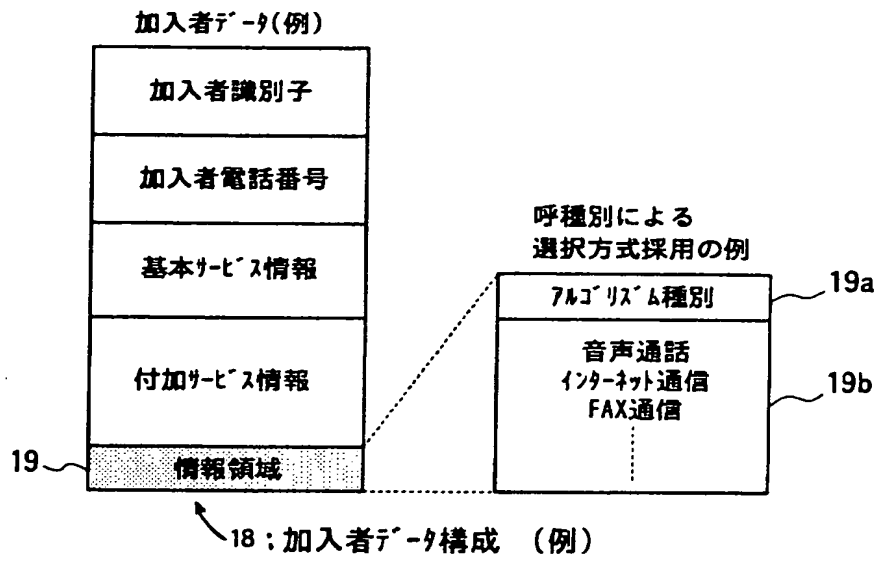 加入者データ(例)
加入者識別子
加入者電話番号
基本サービス情報
付加サービス情報
19
情報領域
呼種別による
選択方式採用の例
アルゴリズム種別
19a
音声通話
インターネット通信
FAX通信
19b
18;加入者データ構成 (例)